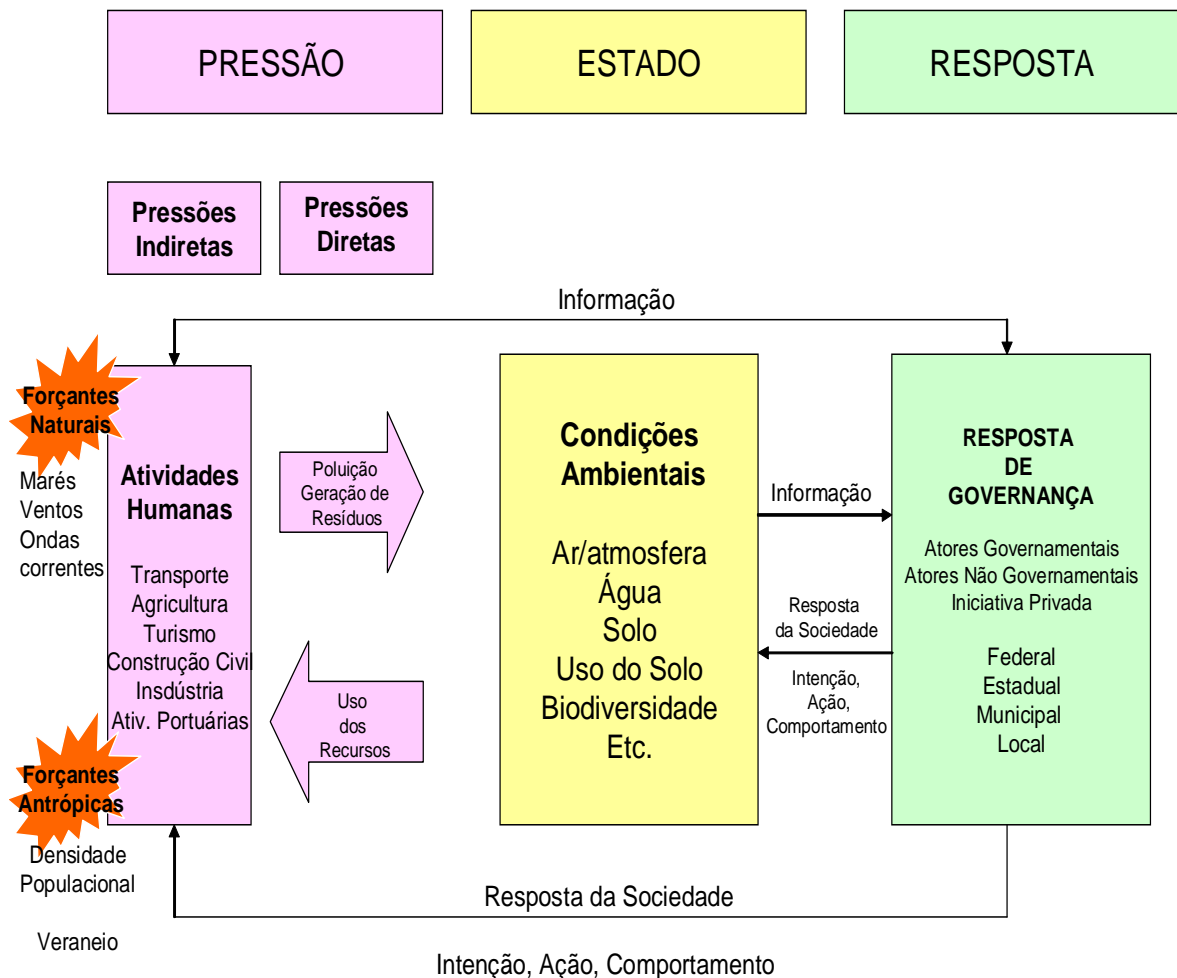 PRESSÃO
ESTADO
RESPOSTA
Pressões
Indiretas
Pressões
Diretas
Informação
Forçantes
Naturais
Marés
Ventos
Ondas
correntes
Atividades
Humanas
Transporte
Agricultura
Turismo
Construção Civil
Insdústria
Ativ. Portuárias
Forçantes
Antrópicas
Densidade
Populacional
Veraneio
Poluição
Geração de
Resíduos
Uso
dos
Recursos
Condições
Ambientais
Ar/atmosfera
Água
Solo
Uso do Solo
Biodiversidade
Etc.
Informação
Resposta
da Sociedade
Intenção,
Ação,
Comportamento
RESPOSTA
DE
GOVERNANÇA
Atores Governamentais
Atores Não Governamentais
Iniciativa Privada
Federal
Estadual
Municipal
Local
Resposta da Sociedade
Intenção, Ação, Comportamento